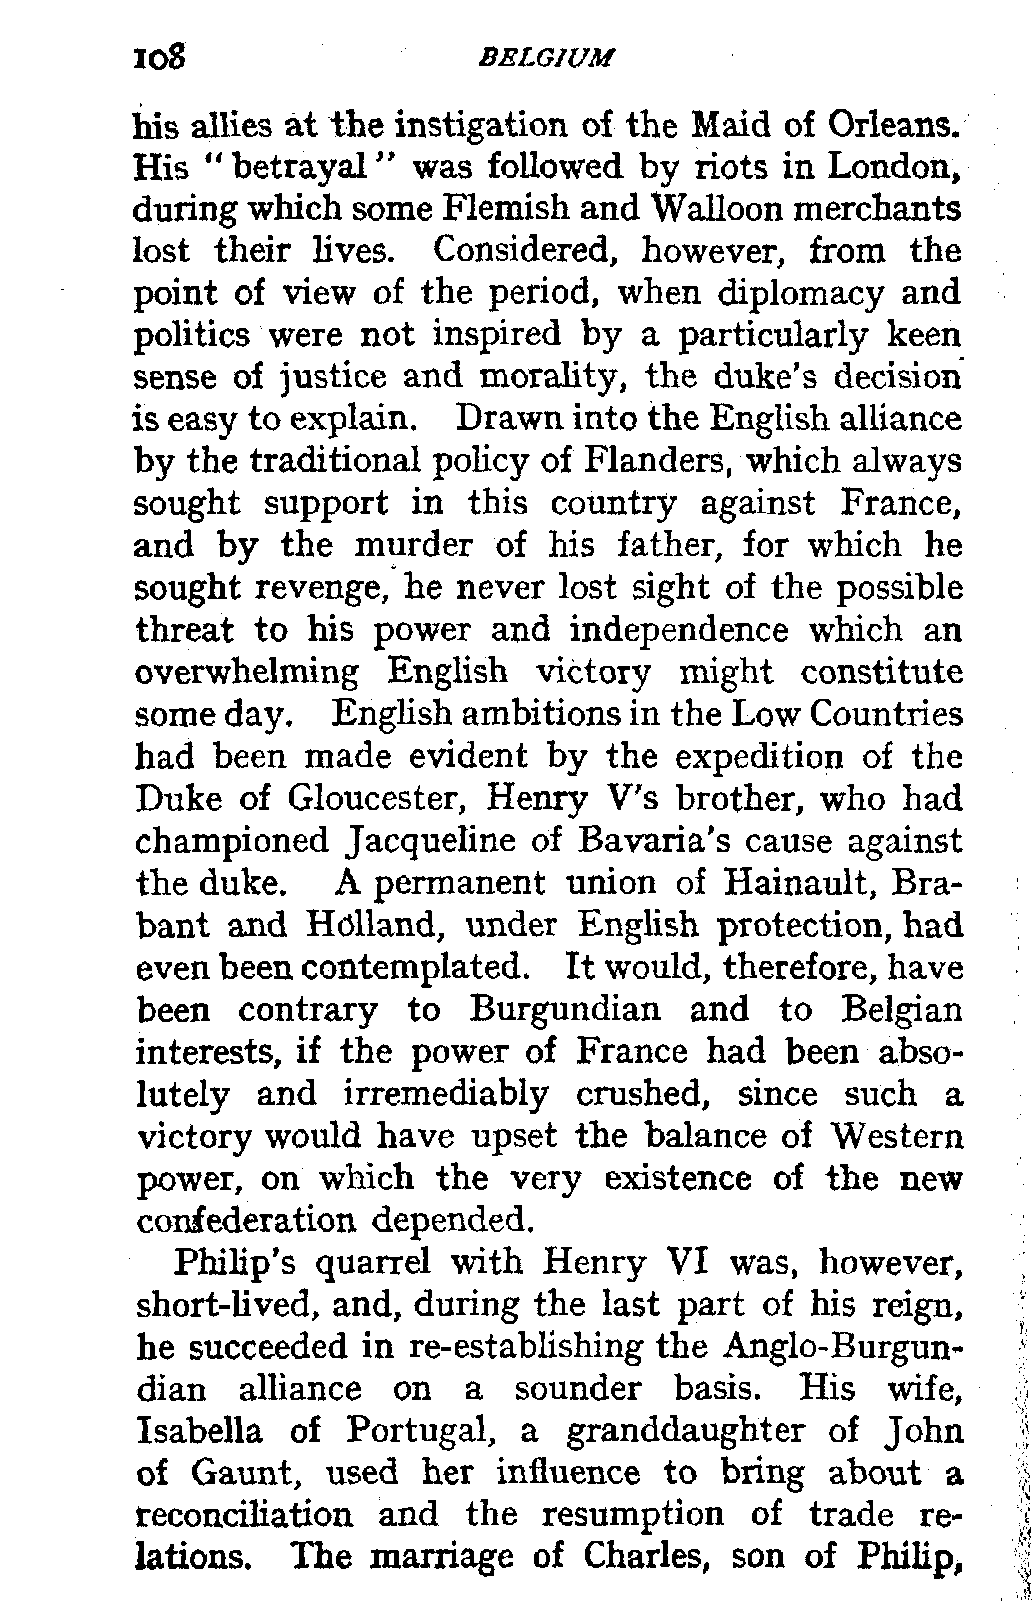 108 BELGIUM
his allies at the instigation of the Maid of Orleans.
His " betrayal " was followed by riots in London,
during which some Flemish and Walloon merchants
lost their lives. Considered, however, from the
point of view of the period, when diplomacy and
politics were not inspired by a particularly keen
sense of justice and morality, the duke's decision
is easy to explain. Drawn into the English alliance
by the traditional policy of Flanders, which always
sought support in this country against France,
and by the murder of his father, for which he
sought revenge, he never lost sight of the possible
threat to his power and independence which an
overwhelming English victory might constitute
some day. English ambitions in the Low Countries
had been made evident by the expedition of the
Duke of Gloucester, Henry V's brother, who had
championed Jacqueline of Bavaria's cause against
the duke. A permanent union of Hainault, Bra-
bant and Holland, under English protection, had
even been contemplated. It would, therefore, have
been contrary to Burgundian and to Belgian
interests, if the power of France had been abso-
lutely and irremediably crushed, since such a
victory would have upset the balance of Western
power, on which the very existence of the new
confederation depended.
Philip's quarrel with Henry VI was, however,
short-lived, and, during the last part of his reign,
he succeeded in re-establishing the Anglo-Burgun-
dian alliance on a sounder basis. His wife,
Isabella of Portugal, a granddaughter of John
of Gaunt, used her influence to bring about a
reconciliation and the resumption of trade re-
lations. The marriage of Charles, son of Philip,